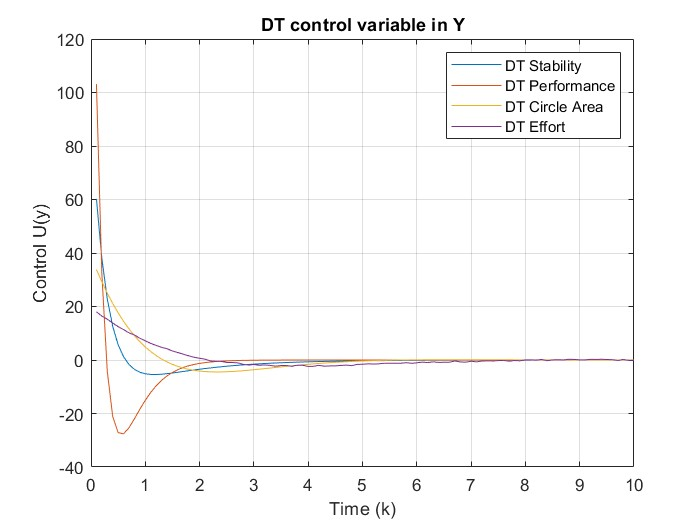 DT control variable in Y
120
100
80
60
40
20
0
-20
-40
Control U(y)
DT Stability
DT Performance
DT Circle Area
DT Effort
0 1 2 3 4 5 6 7 8 9 10
Time (k)